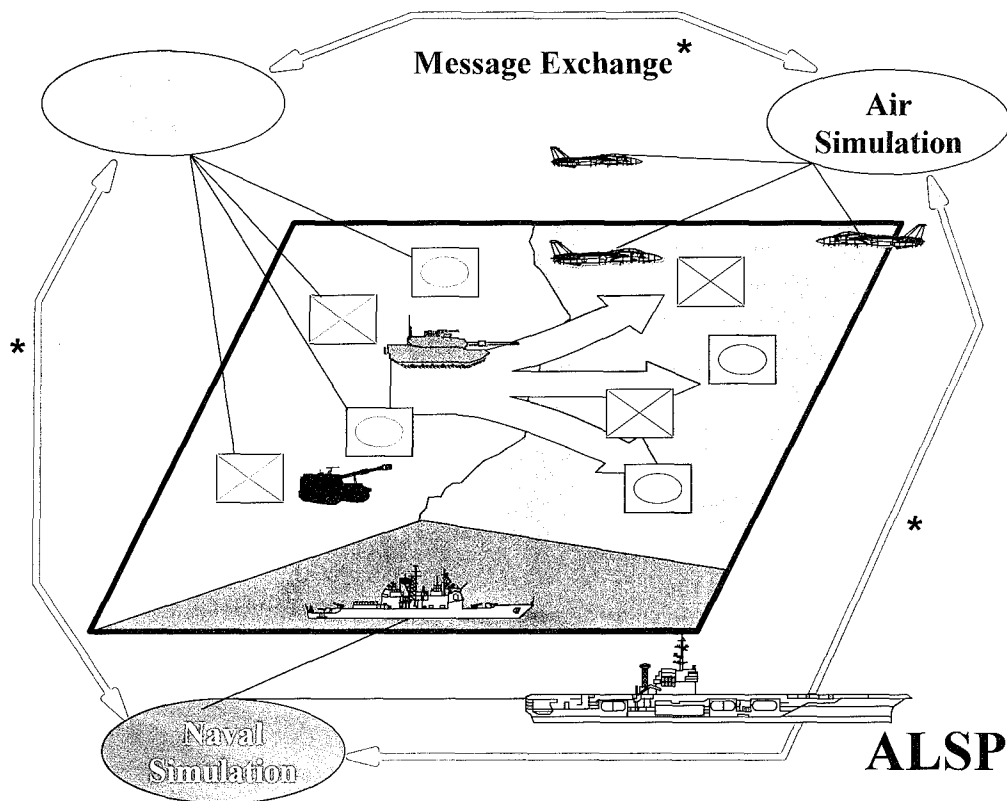 Message Exchange*
Air
Simulation
*
*
Naval
Simulation
ALSP